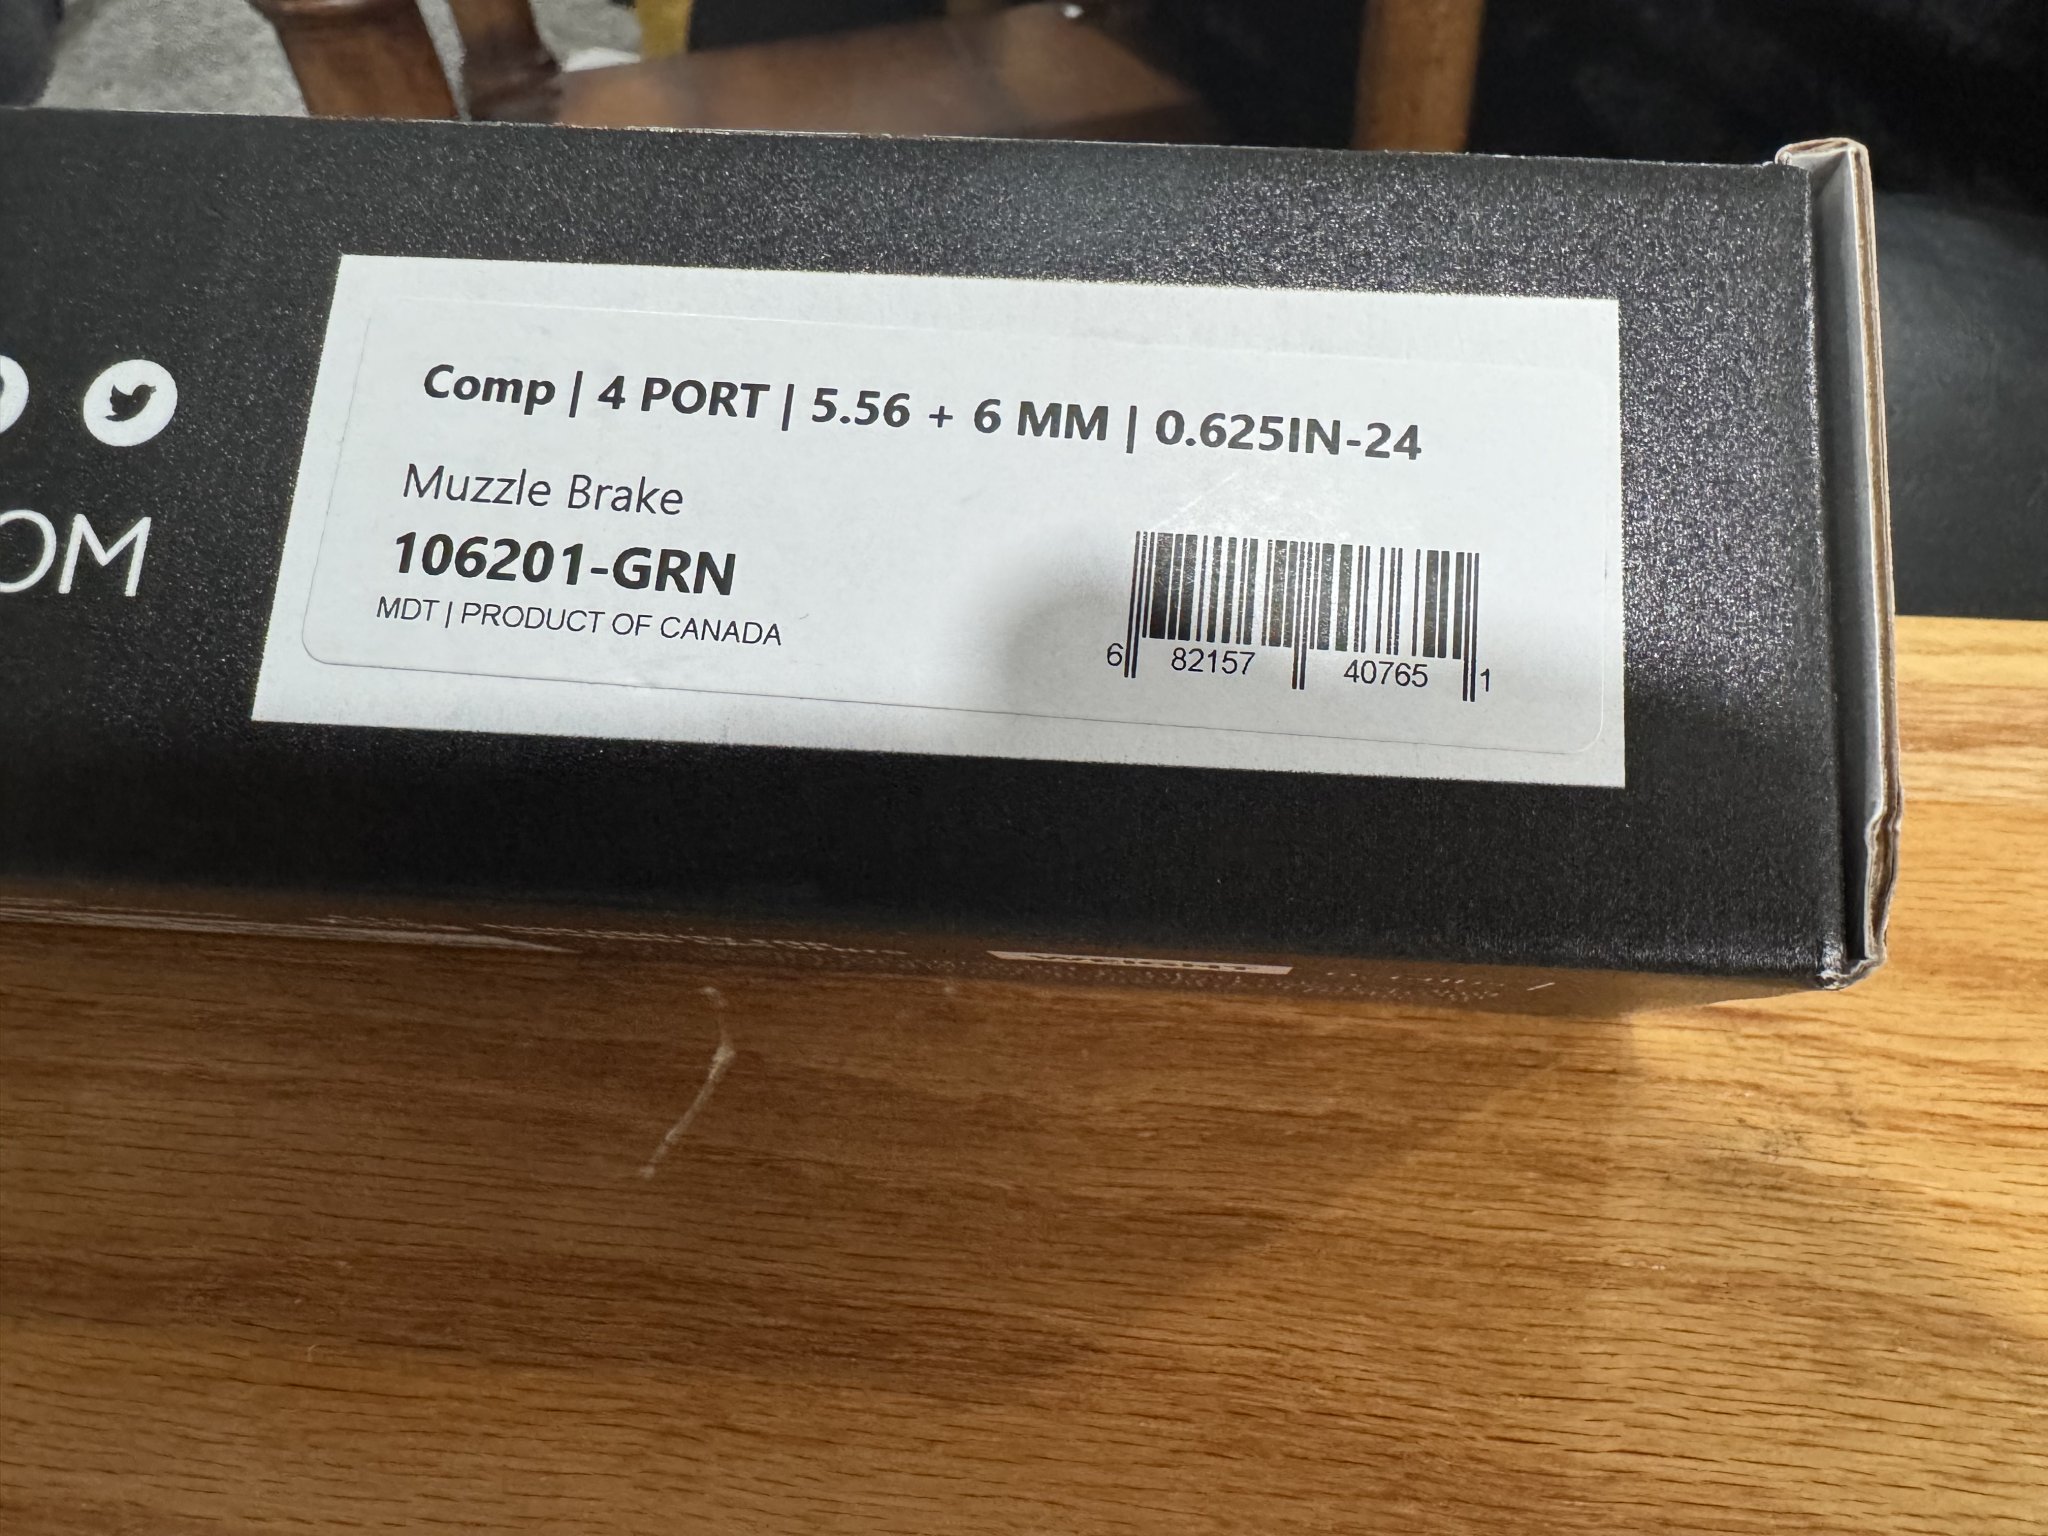 Comp | 4 PORT | 5.56 + 6 MM | 0.625IN-24
Muzzle Brake
106201-GRN
MDT | PRODUCT OF CANADA
6 82157 40765 1
OM
WEIGHT